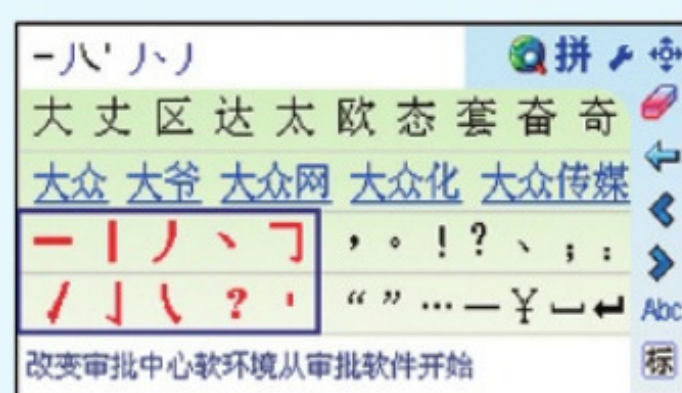 一八'丿丶丿 拼
大 丈 区 达 太 欧 态 套 奋 奇
大众 大爷 大众网 大众化 大众传媒
一 丨 丿 丶 𠃌 , 。 ! ? 、 ; :
? ' “ ” … — ¥ ⎵ ↵ Abc
改变审批中心软环境从审批软件开始 标